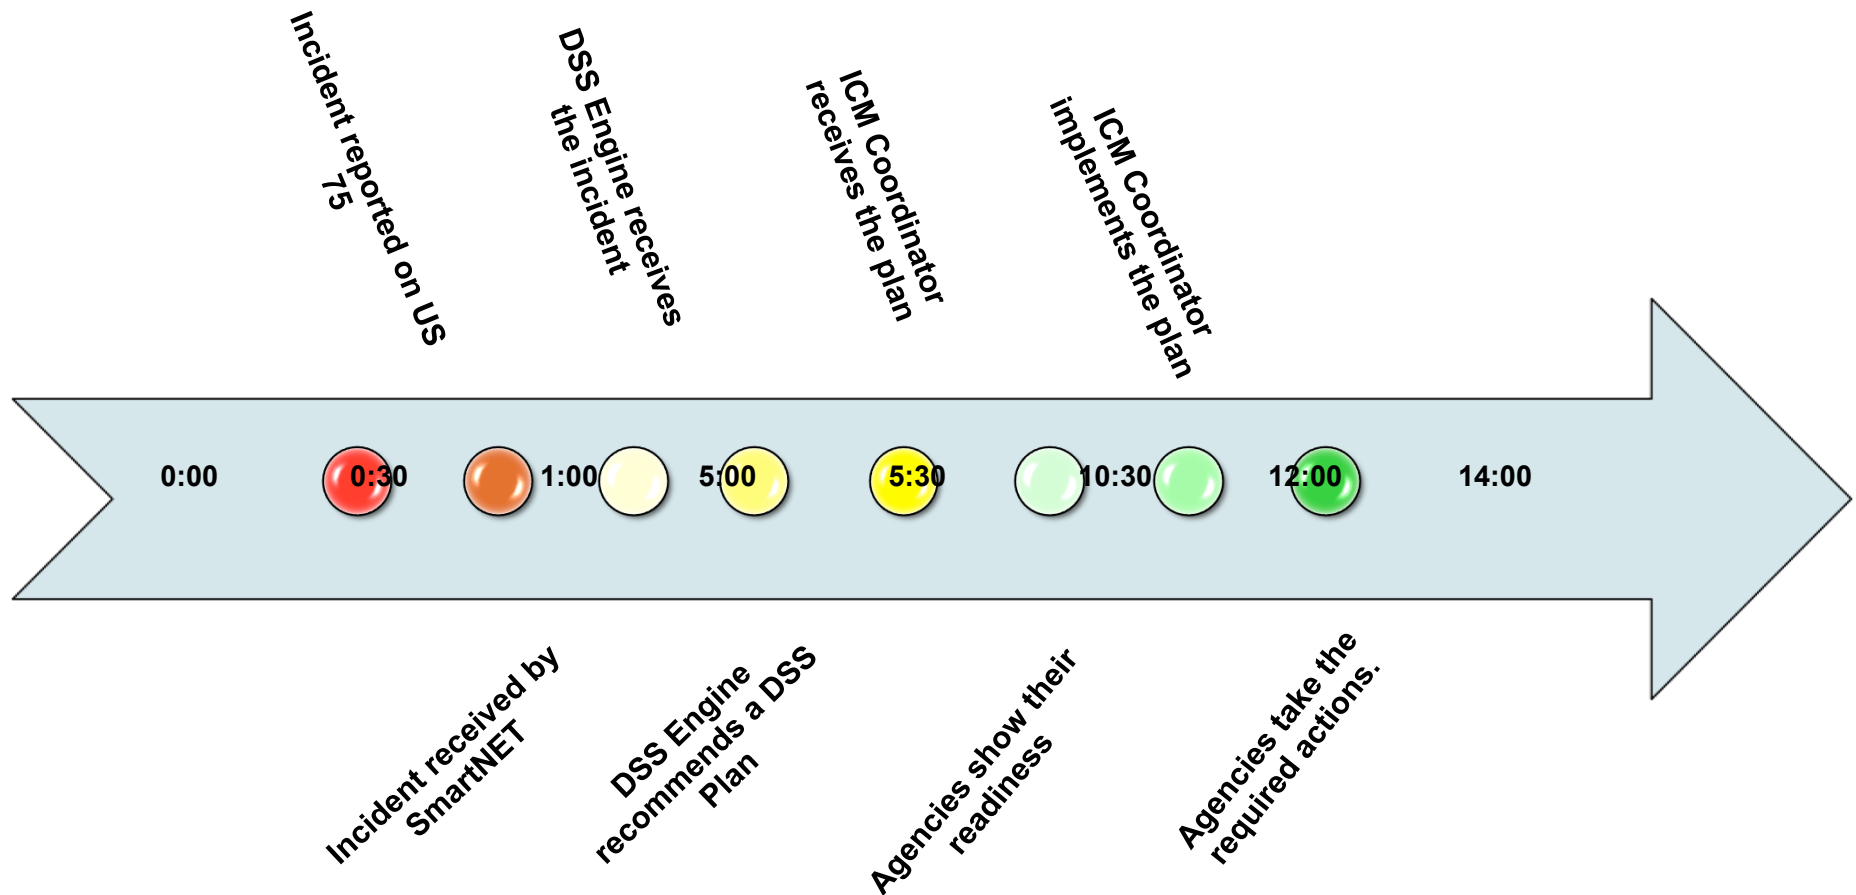 Incident reported on US
75
DSS Engine receives
the incident
ICM Coordinator
receives the plan
ICM Coordinator
implements the plan
0:00
0:30
1:00
5:00
5:30
10:30
12:00
14:00
Incident received by
SmartNET
DSS Engine
recommends a DSS
Plan
Agencies show their
readiness
Agencies take the
required actions.